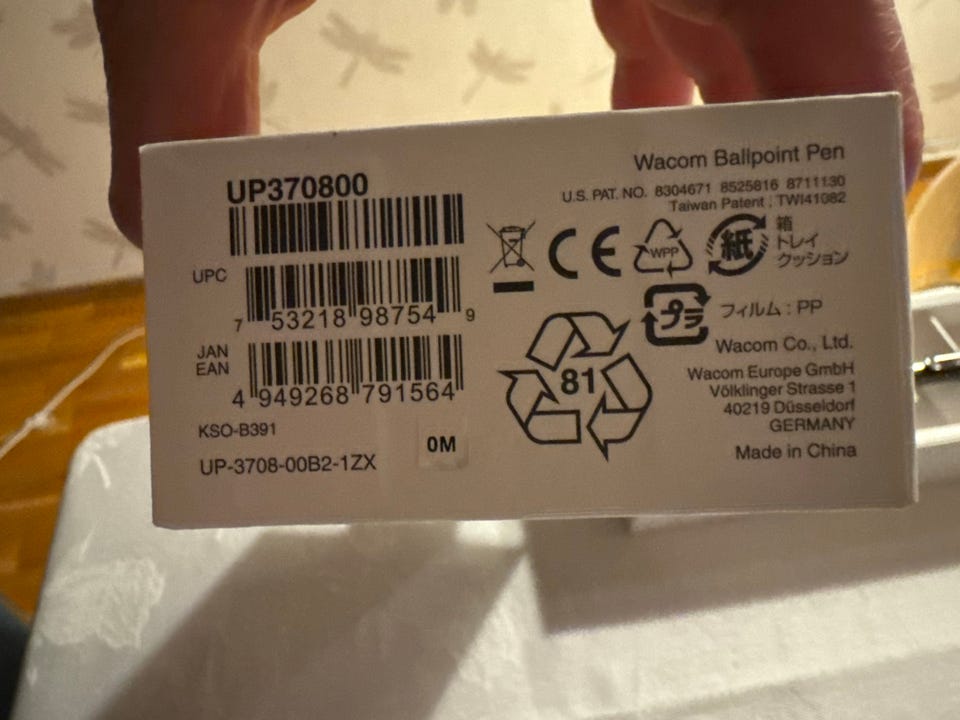 UP370800
UPC
7 53218 98754 9
JAN
EAN
4 949268 791564
KSO-B391
UP-3708-00B2-1ZX
0M
Wacom Ballpoint Pen
U.S. PAT. NO. 8304671 8525816 8711130
Taiwan Patent : TWI41082
CE
WPP
紙
箱
トレイ
クッション
プラ
フィルム : PP
81
Wacom Co., Ltd.
Wacom Europe GmbH
Völklinger Strasse 1
40219 Düsseldorf
GERMANY
Made in China